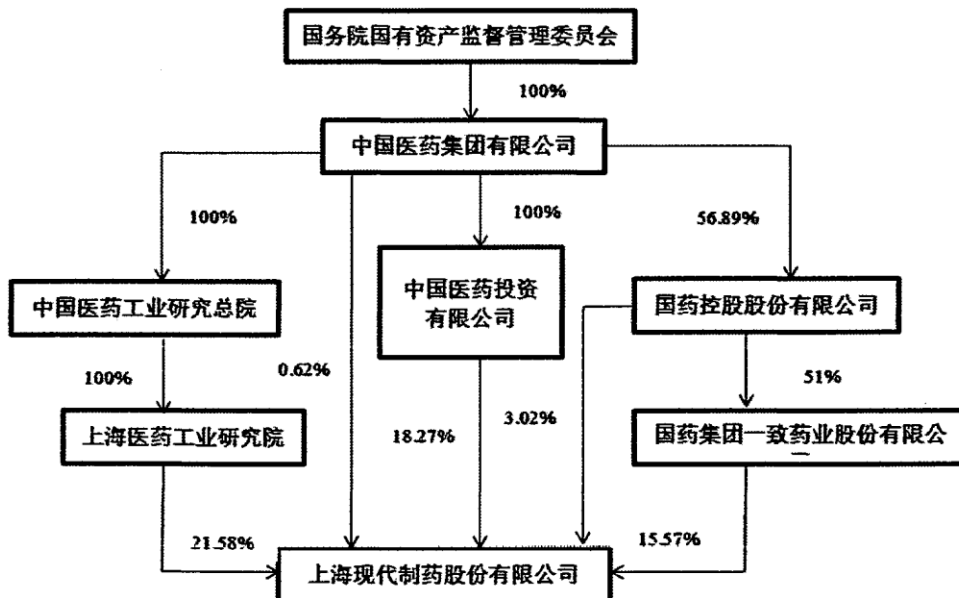 国务院国有资产监督管理委员会
100%
中国医药集团有限公司
100%
100%
56.89%
中国医药工业研究总院
中国医药投资
有限公司
国药控股股份有限公司
100%
0.62%
18.27%
3.02%
51%
上海医药工业研究院
国药集团一致药业股份有限公
21.58%
15.57%
上海现代制药股份有限公司